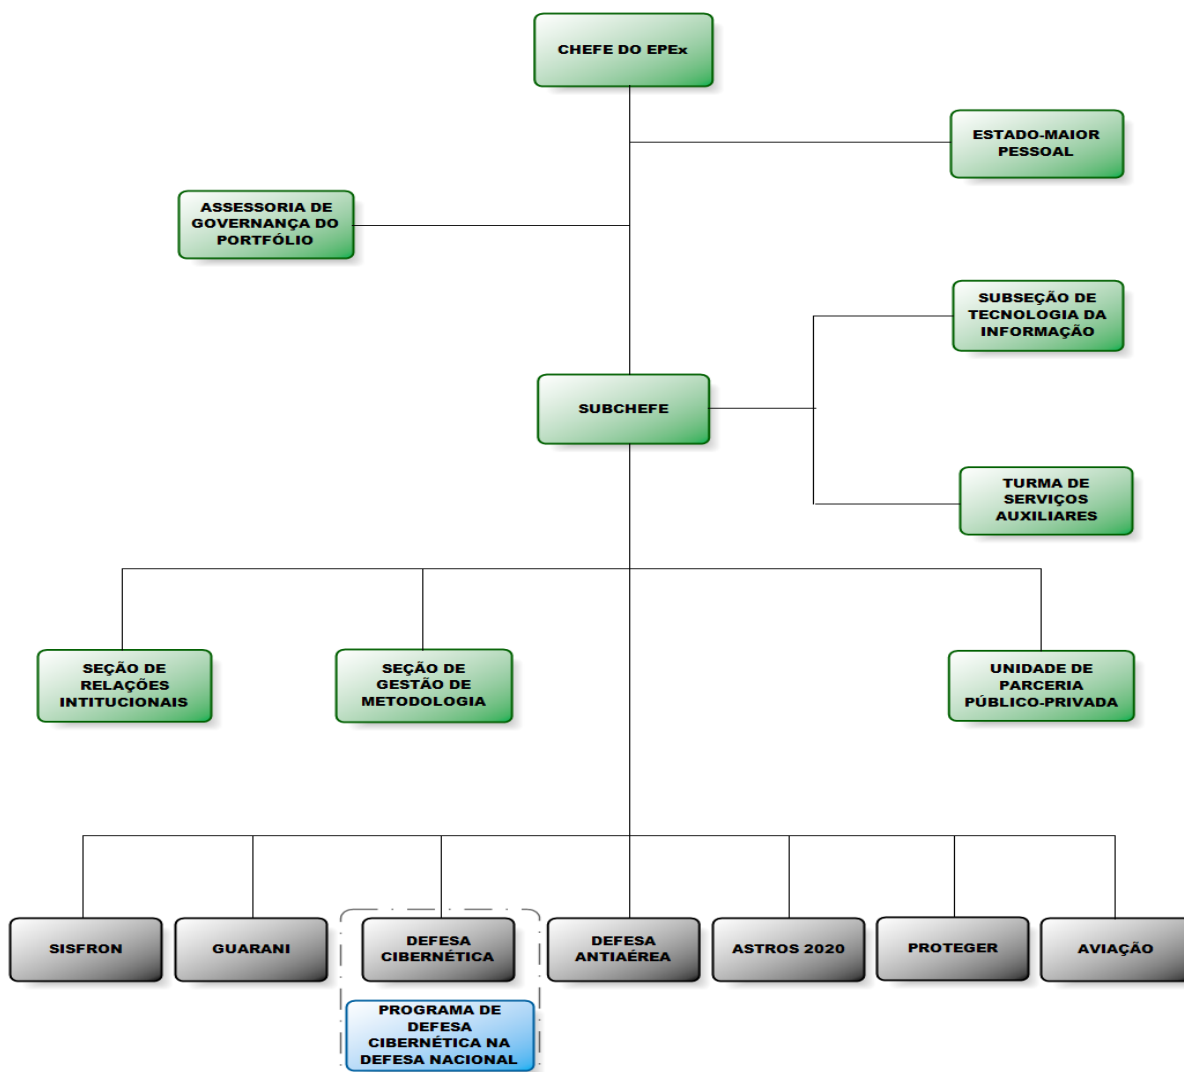 CHEFE DO EPEx
ESTADO-MAIOR
PESSOAL
ASSESSORIA DE
GOVERNANÇA DO
PORTFÓLIO
SUBSEÇÃO DE
TECNOLOGIA DA
INFORMAÇÃO
SUBCHEFE
TURMA DE
SERVIÇOS
AUXILIARES
SEÇÃO DE
RELAÇÕES
INTITUCIONAIS
SEÇÃO DE
GESTÃO DE
METODOLOGIA
UNIDADE DE
PARCERIA
PÚBLICO-PRIVADA
SISFRON
GUARANI
DEFESA
CIBERNÉTICA
DEFESA
ANTIAÉREA
ASTROS 2020
PROTEGER
AVIAÇÃO
PROGRAMA DE
DEFESA
CIBERNÉTICA NA
DEFESA NACIONAL